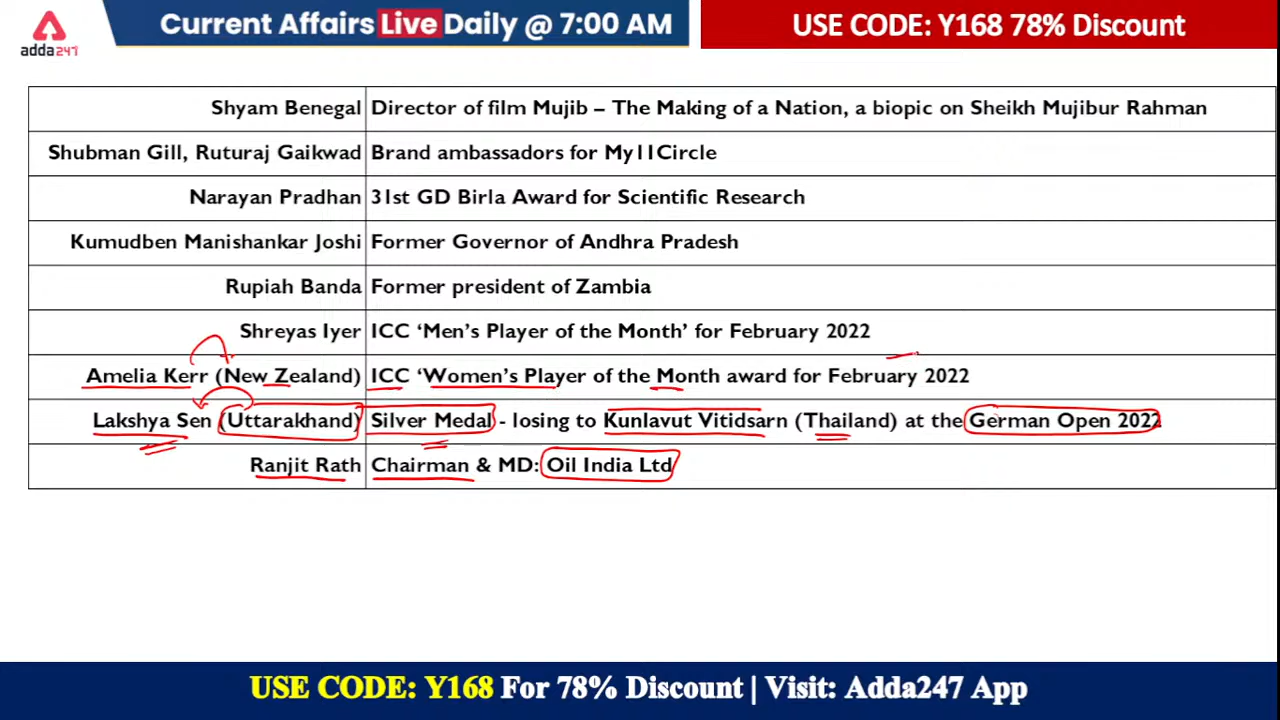 adda247
Current Affairs Live Daily @ 7:00 AM
USE CODE: Y168 78% Discount
Shyam Benegal Director of film Mujib – The Making of a Nation, a biopic on Sheikh Mujibur Rahman
Shubman Gill, Ruturaj Gaikwad Brand ambassadors for My11Circle
Narayan Pradhan 31st GD Birla Award for Scientific Research
Kumudben Manishankar Joshi Former Governor of Andhra Pradesh
Rupiah Banda Former president of Zambia
Shreyas Iyer ICC ‘Men’s Player of the Month’ for February 2022
Amelia Kerr (New Zealand) ICC ‘Women’s Player of the Month award for February 2022
Lakshya Sen (Uttarakhand) Silver Medal - losing to Kunlavut Vitidsarn (Thailand) at the German Open 2022
Ranjit Rath Chairman & MD: Oil India Ltd
USE CODE: Y168 For 78% Discount | Visit: Adda247 App